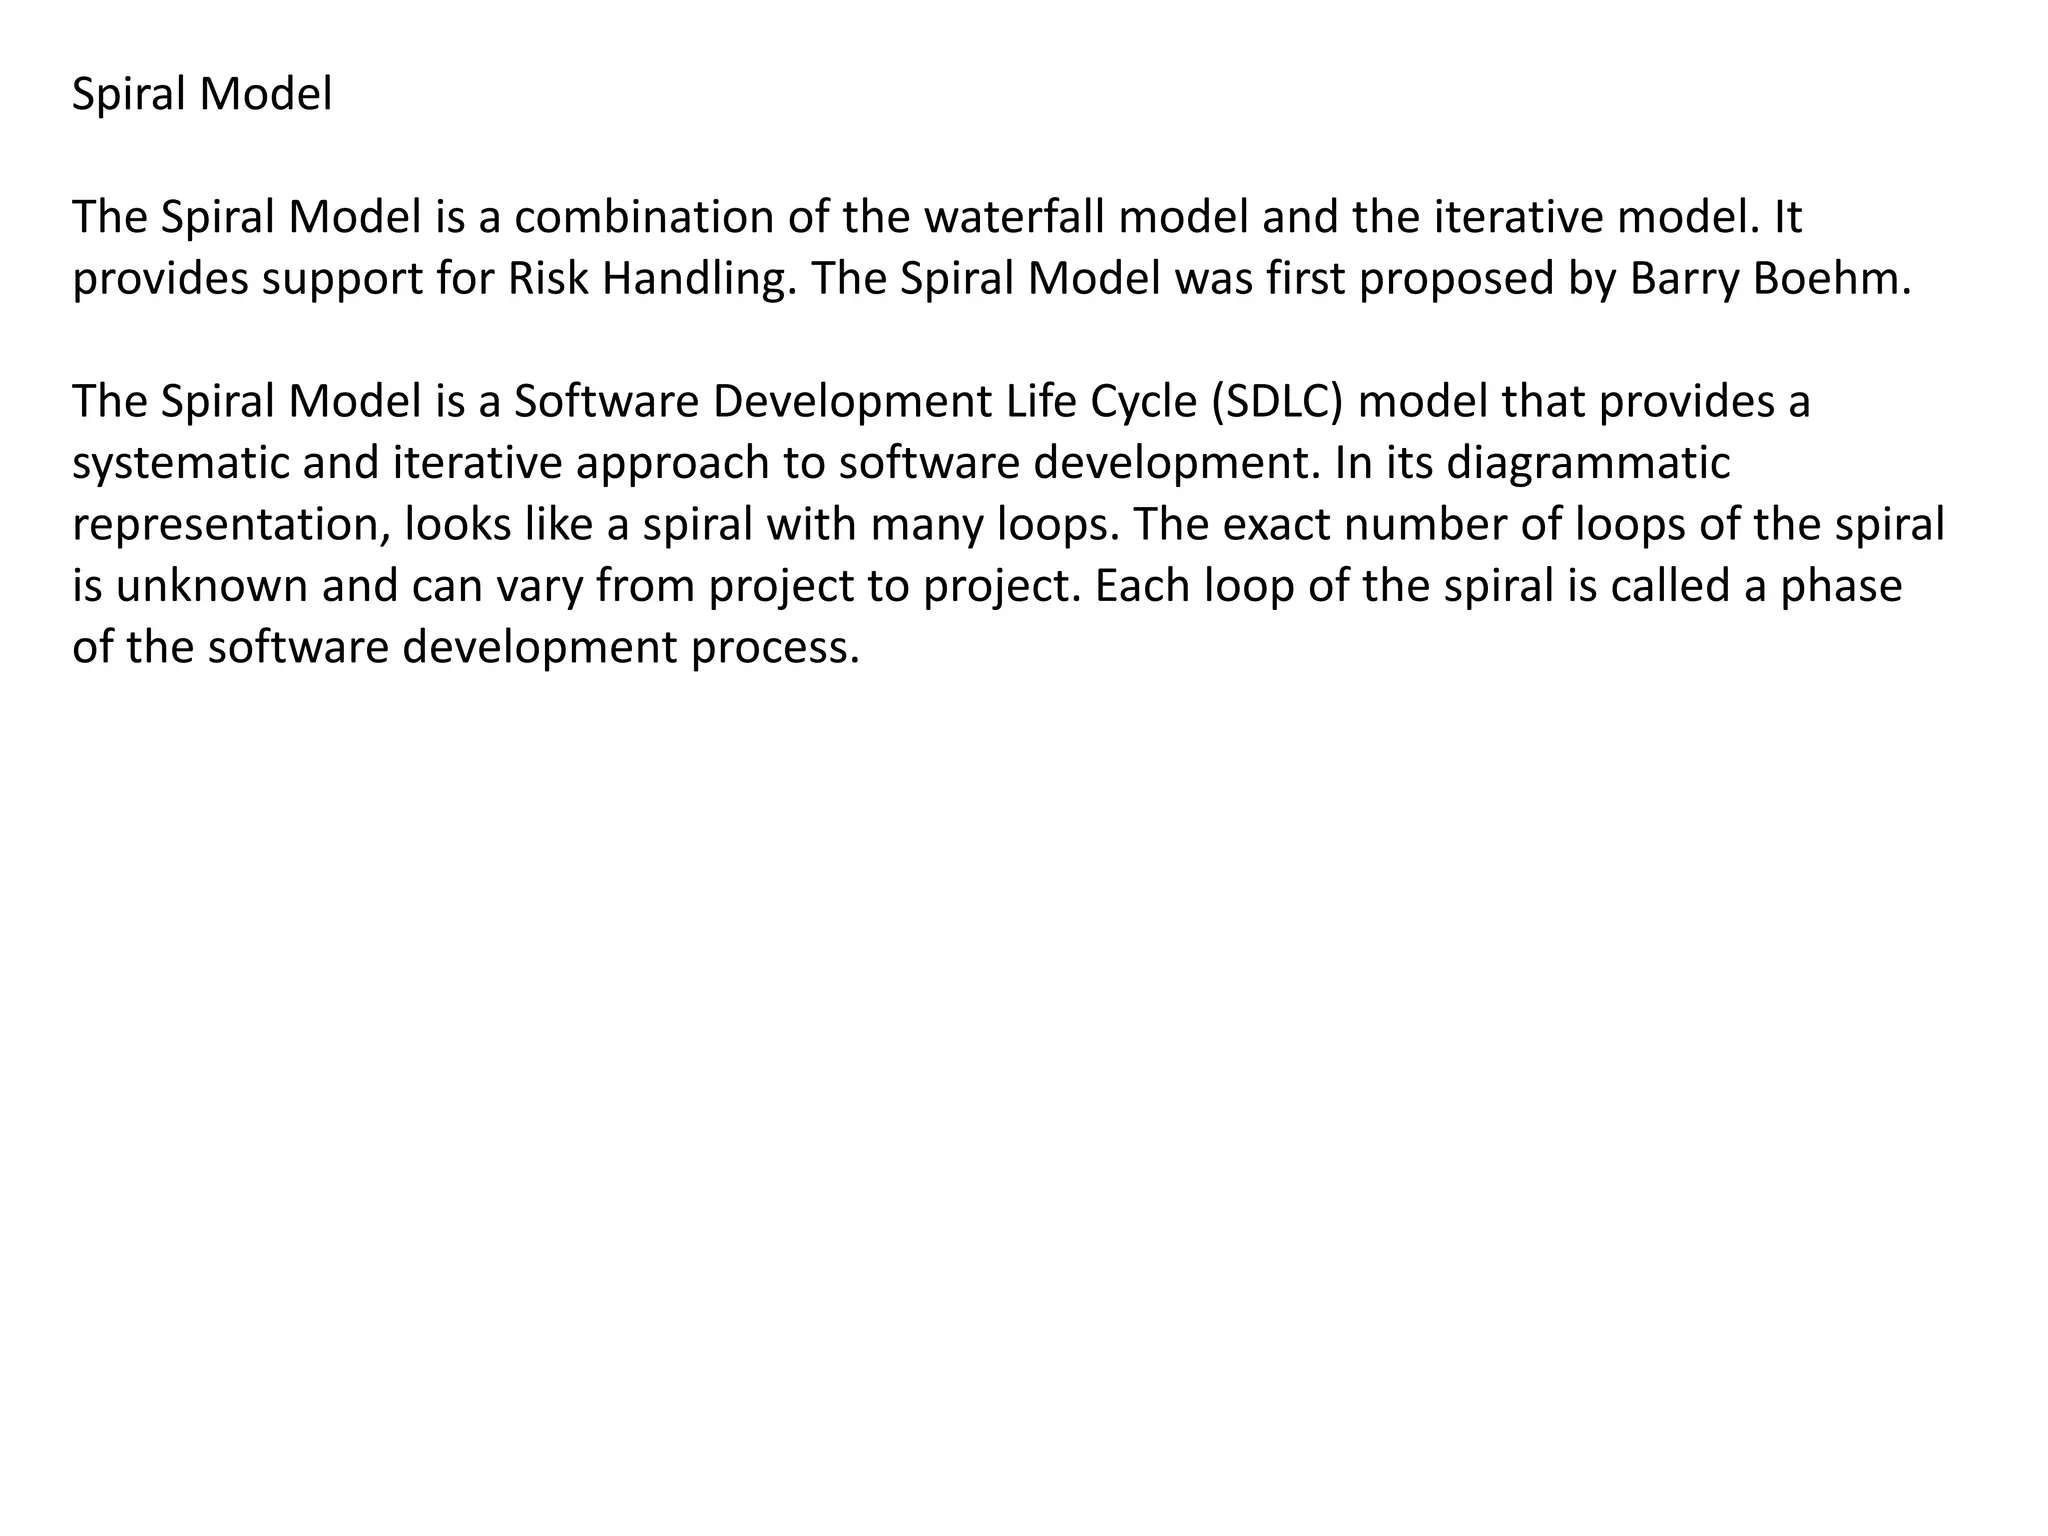 Spiral Model
The Spiral Model is a combination of the waterfall model and the iterative model. It
provides support for Risk Handling. The Spiral Model was first proposed by Barry Boehm.
The Spiral Model is a Software Development Life Cycle (SDLC) model that provides a
systematic and iterative approach to software development. In its diagrammatic
representation, looks like a spiral with many loops. The exact number of loops of the spiral
is unknown and can vary from project to project. Each loop of the spiral is called a phase
of the software development process.